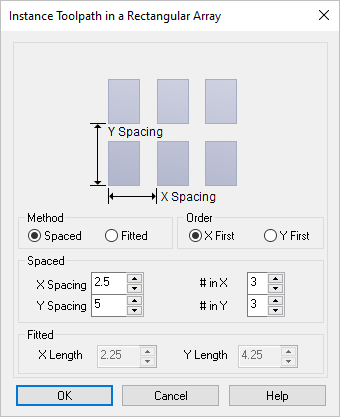 Instance Toolpath in a Rectangular Array
Y Spacing
X Spacing
Method
Spaced Fitted
Order
X First Y First
Spaced
X Spacing 2.5 # in X 3
Y Spacing 5 # in Y 3
Fitted
X Length 2.25 Y Length 4.25
OK Cancel Help